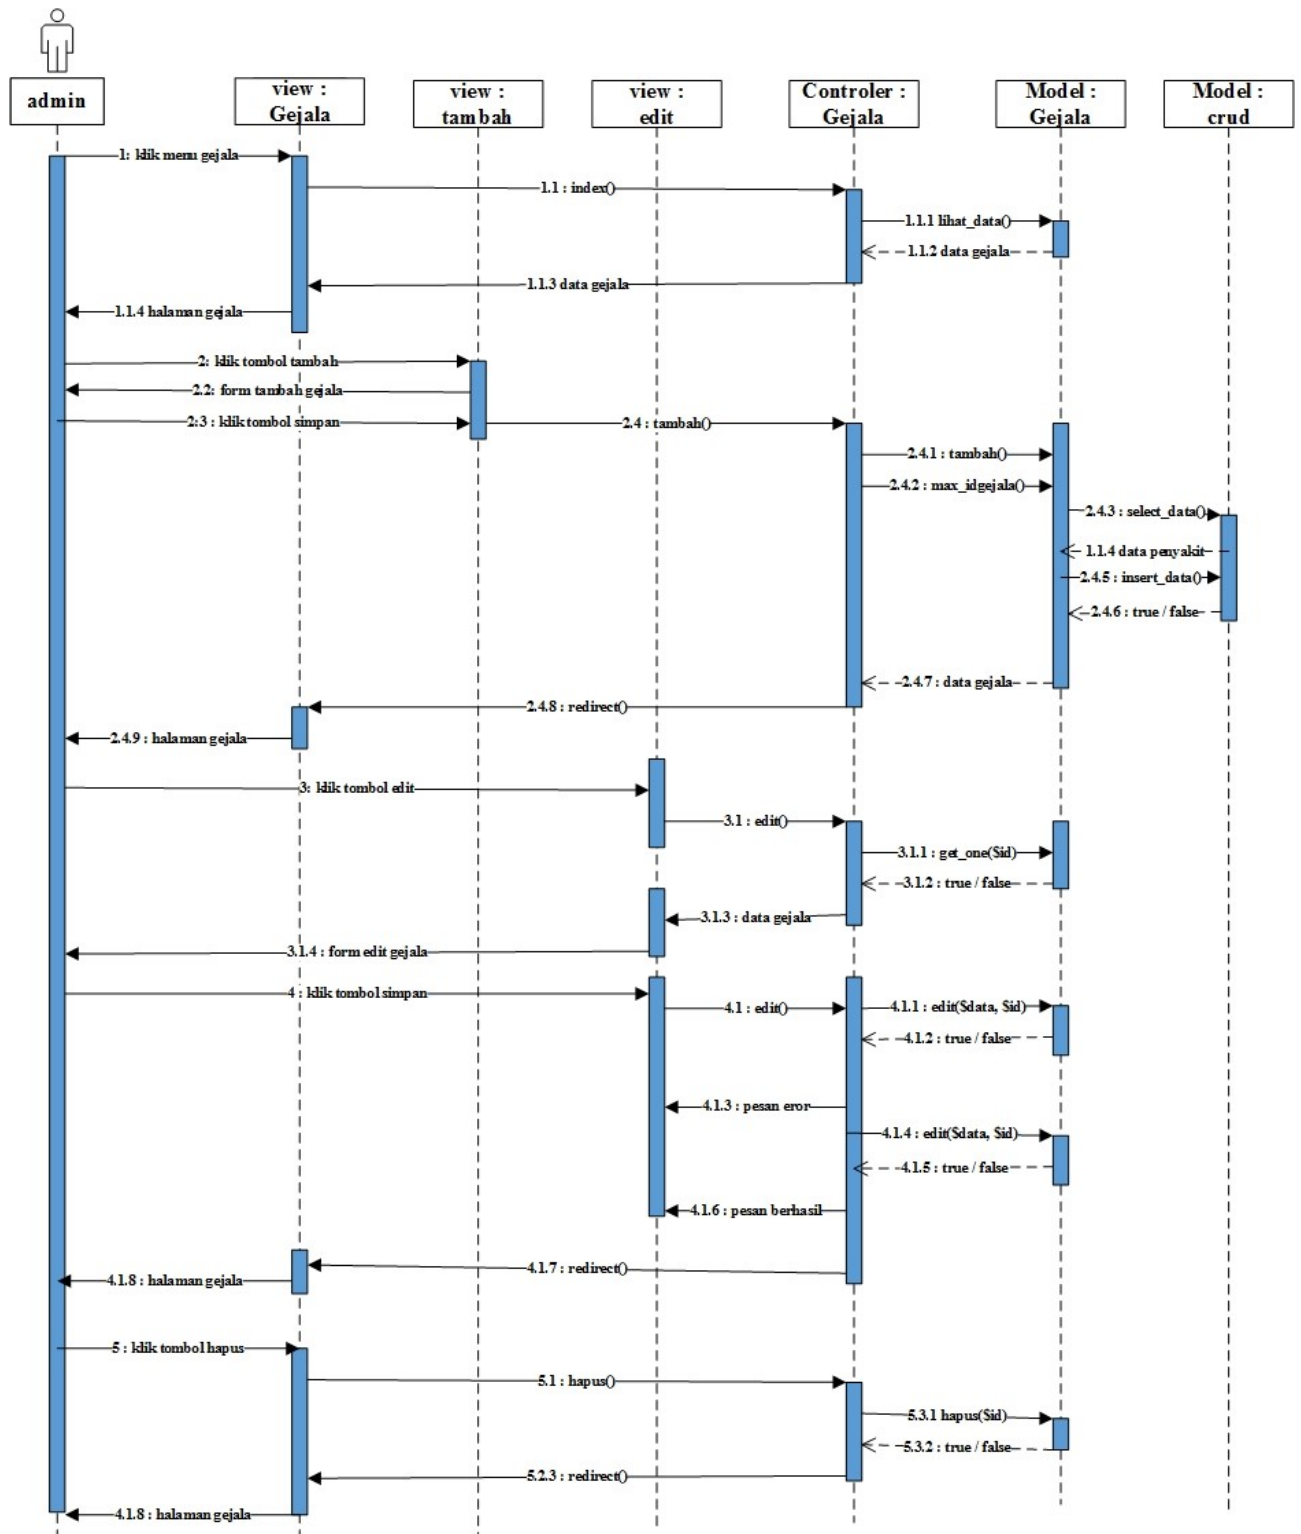 admin
view :
Gejala
view :
tambah
view :
edit
Controler :
Gejala
Model :
Gejala
Model :
crud
1: klik menu gejala
1.1 : index()
1.1.1 lihat_data()
1.1.2 data gejala
1.1.3 data gejala
1.1.4 halaman gejala
2: klik tombol tambah
2.2: form tambah gejala
2:3 : klik tombol simpan
2.4 : tambah()
2.4.1 : tambah()
2.4.2 : max_idgejala()
2.4.3 : select_data()
1.1.4 data penyakit
2.4.5 : insert_data()
2.4.6 : true / false
2.4.7 : data gejala
2.4.8 : redirect()
2.4.9 : halaman gejala
3: klik tombol edit
3.1 : edit()
3.1.1 : get_one($id)
3.1.2 : true / false
3.1.3 : data gejala
3.1.4 : form edit gejala
4 : klik tombol simpan
4.1 : edit()
4.1.1 : edit($data, $id)
4.1.2 : true / false
4.1.3 : pesan eror
4.1.4 : edit($data, $id)
4.1.5 : true / false
4.1.6 : pesan berhasil
4.1.7 : redirect()
4.1.8 : halaman gejala
5 : klik tombol hapus
5.1 : hapus()
5.3.1 hapus($id)
5.3.2 : true / false
5.2.3 : redirect()
4.1.8 : halaman gejala